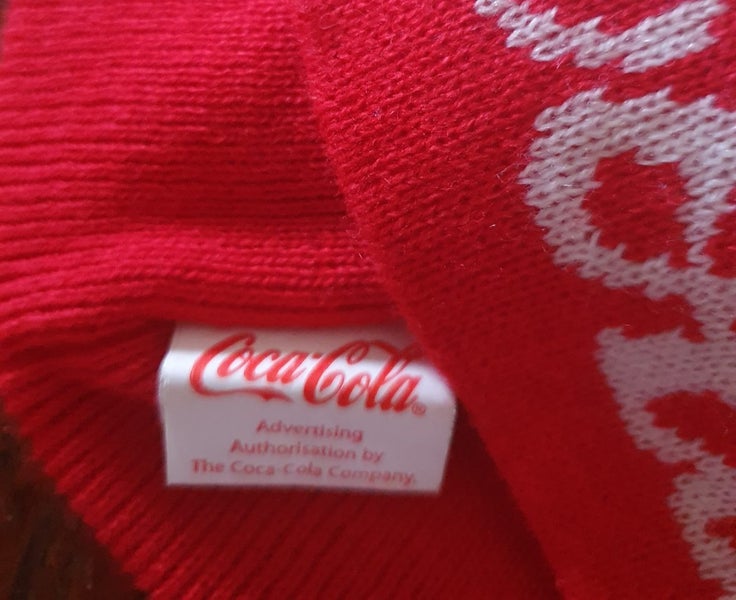 Coca-Cola®
Advertising
Authorisation by
The Coca-Cola Company.